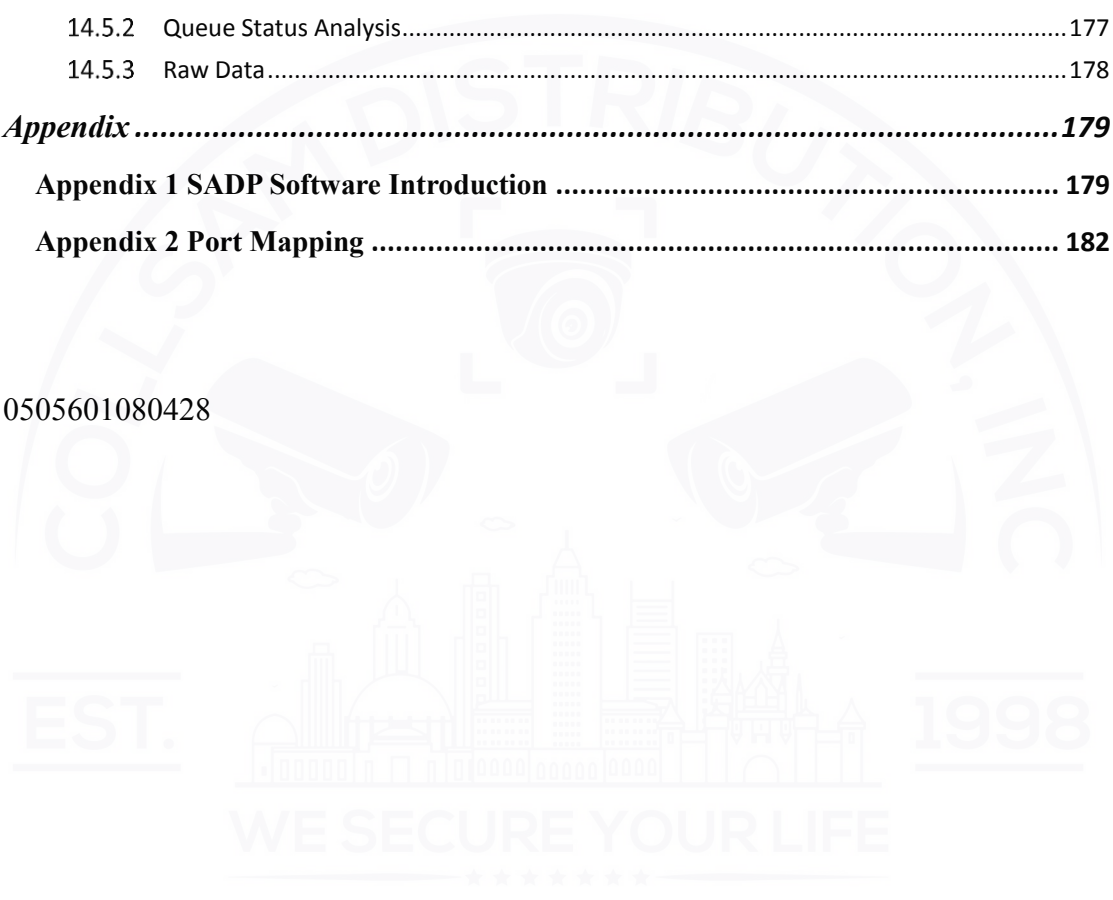 14.5.2 Queue Status Analysis..........177
14.5.3 Raw Data..........178
Appendix..........179
Appendix 1 SADP Software Introduction..........179
Appendix 2 Port Mapping..........182
0505601080428
COLLSAM DISTRIBUTION, INC
EST. 1998
WE SECURE YOUR LIFE